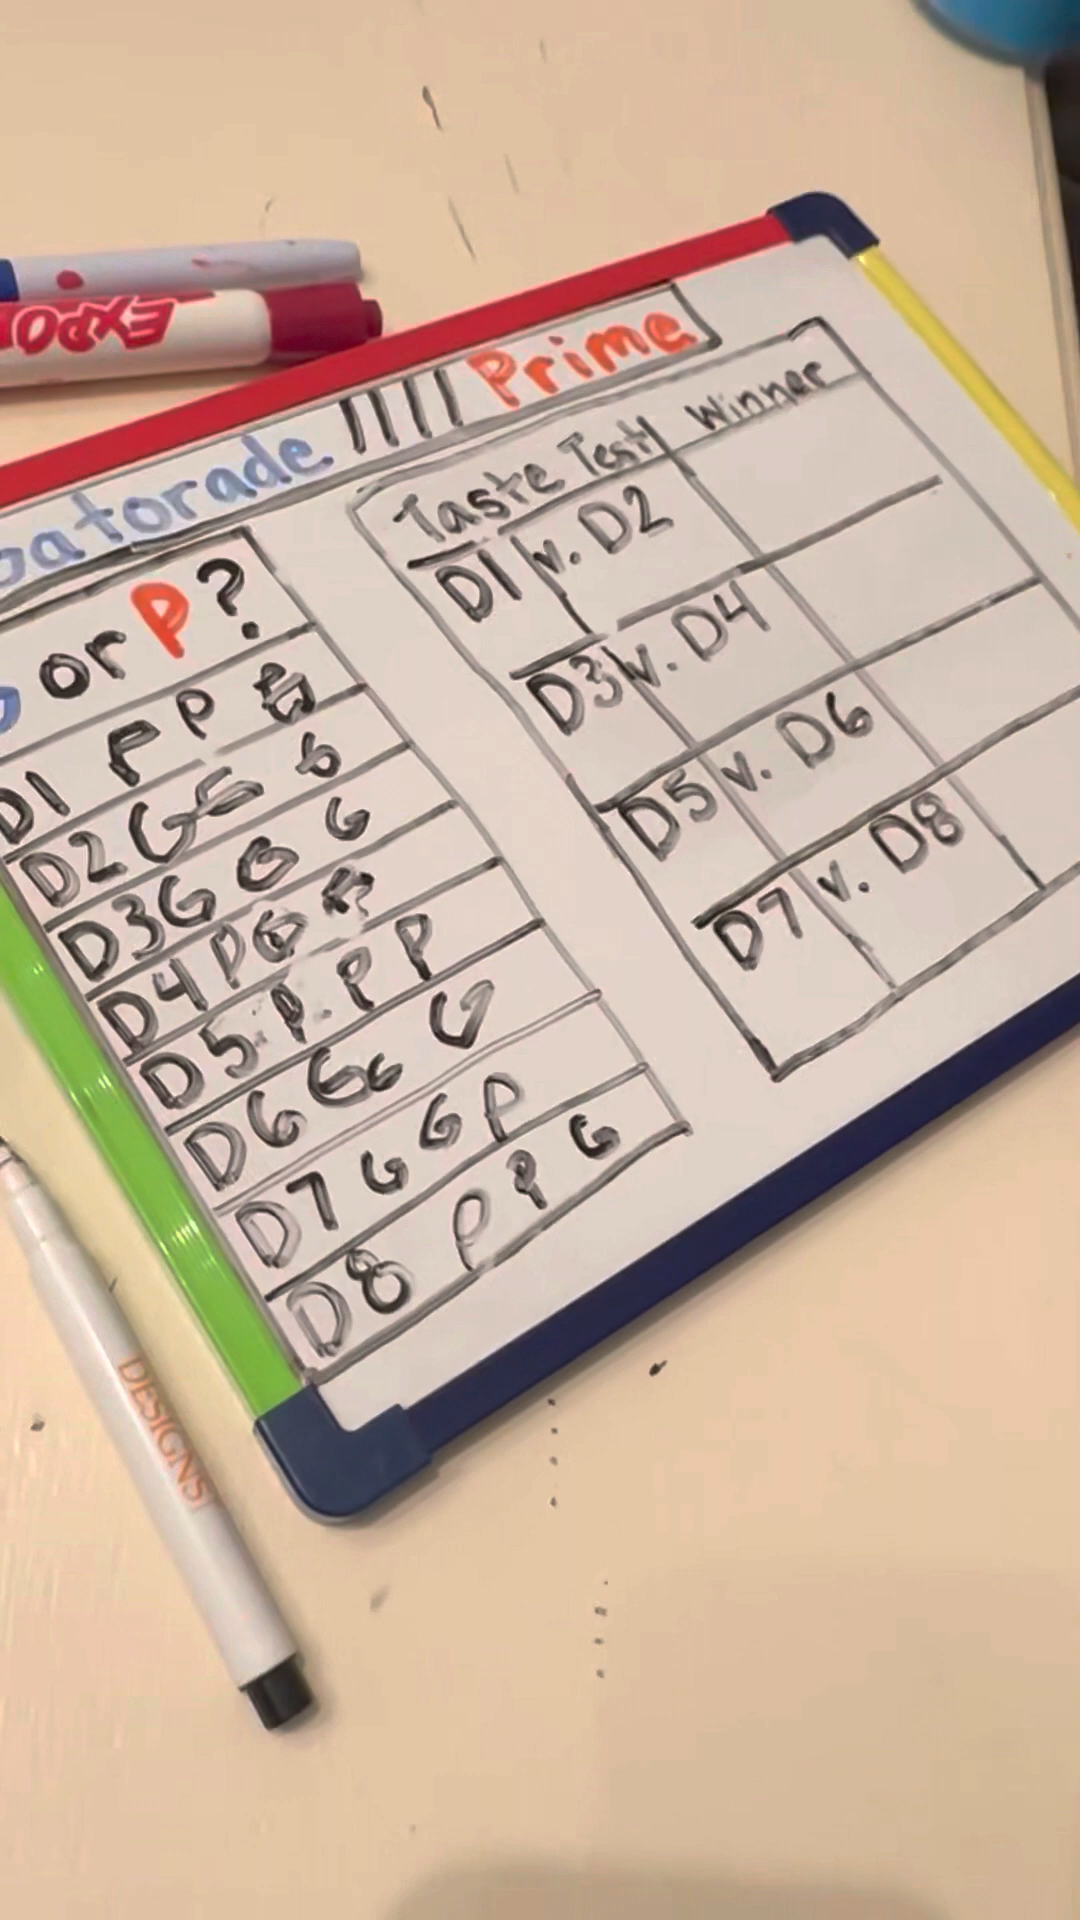 EXPO
atorade Prime
or P?
D1 P P
D2 G G G
D3 G G G
D4 P G
D5 P P P
D6 G G G
D7 G G P
D8 P P G
Taste Test! Winner
D1 v. D2
D3 v. D4
D5 v. D6
D7 v. D8
DESIGNS